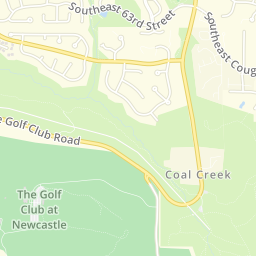 Southeast 63rd Street
Southeast Coug
e Golf Club Road
Coal Creek
The Golf
Club at
Newcastle